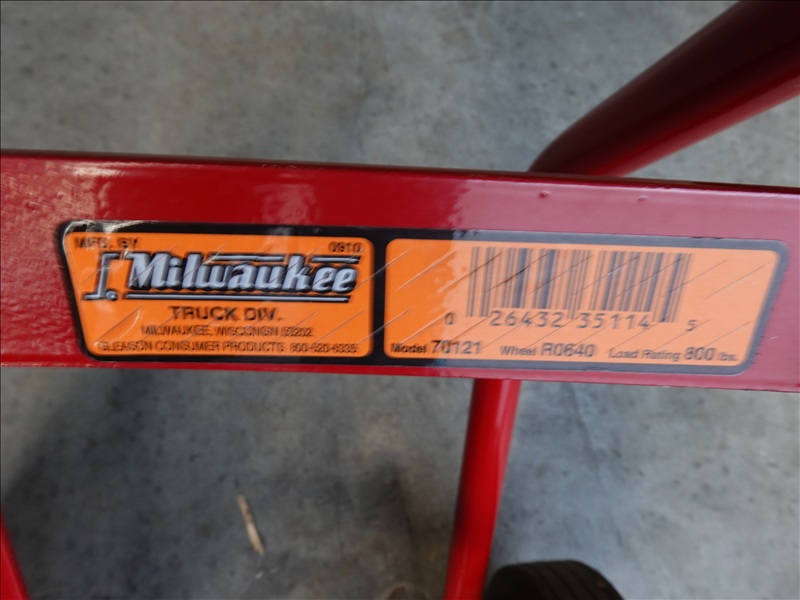 MFG. BY 0910
Milwaukee
TRUCK DIV.
MILWAUKEE, WISCONSIN 53202
GLEASON CONSUMER PRODUCTS 800-520-6335
0 26432 35114 5
Model 70121 Wheel R0640 Load Rating 800 lbs.